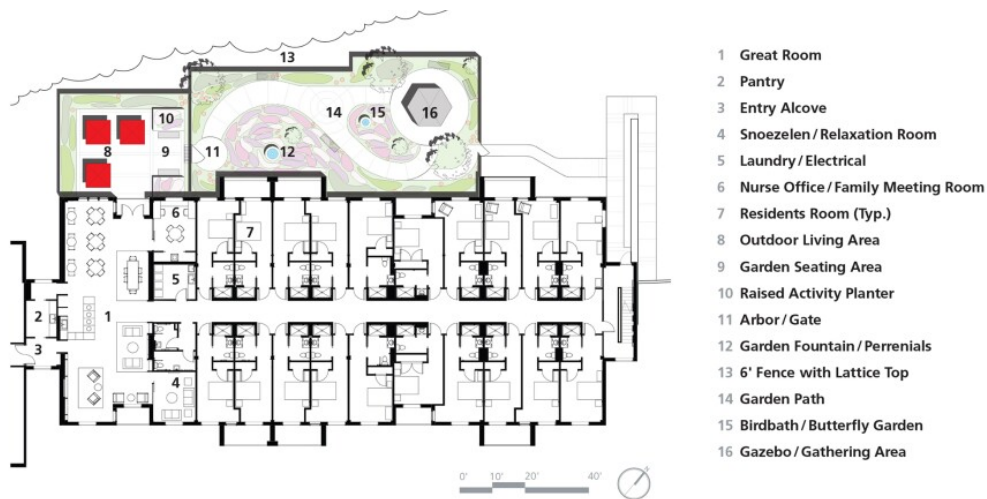 13
10
14
15
16
8
9
11
12
6
7
5
2
1
3
4
0' 10' 20' 40'
1 Great Room
2 Pantry
3 Entry Alcove
4 Snoezelen/Relaxation Room
5 Laundry/Electrical
6 Nurse Office/Family Meeting Room
7 Residents Room (Typ.)
8 Outdoor Living Area
9 Garden Seating Area
10 Raised Activity Planter
11 Arbor/Gate
12 Garden Fountain/Perrenials
13 6' Fence with Lattice Top
14 Garden Path
15 Birdbath/Butterfly Garden
16 Gazebo/Gathering Area